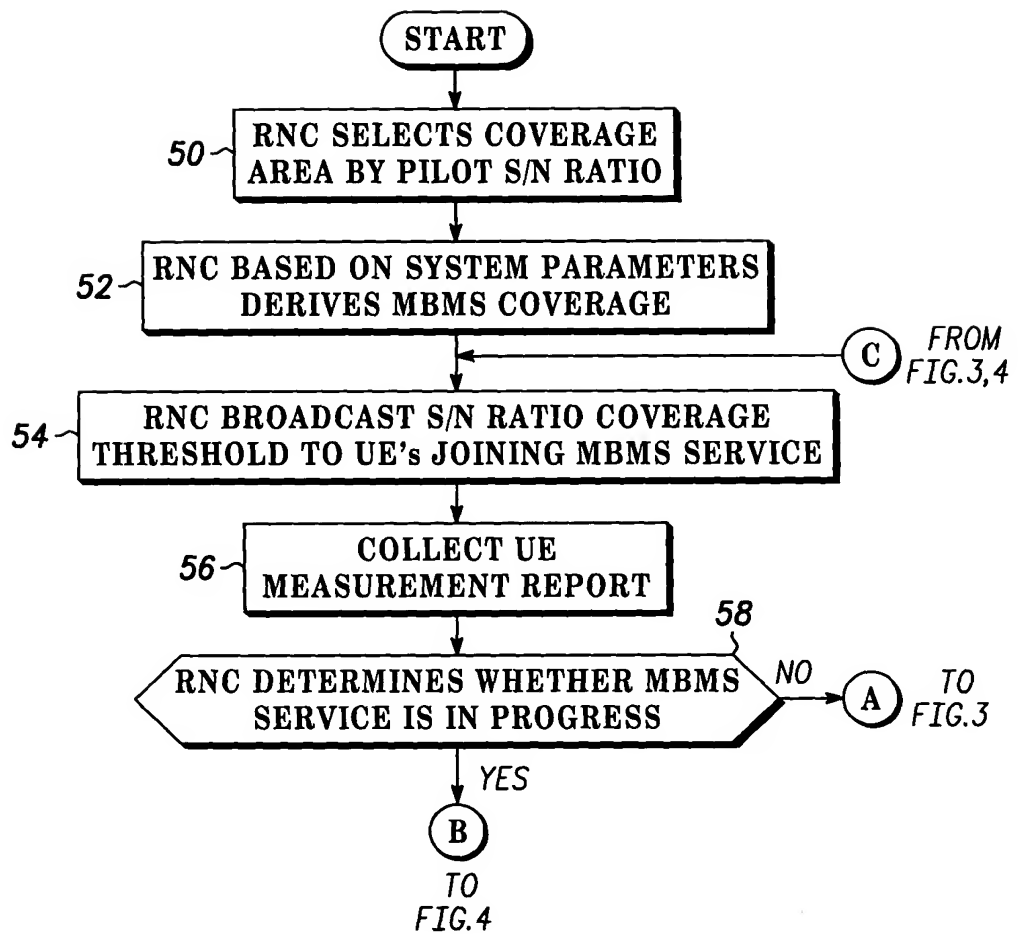 START
50
RNC SELECTS COVERAGE
AREA BY PILOT S/N RATIO
52
RNC BASED ON SYSTEM PARAMETERS
DERIVES MBMS COVERAGE
C
FROM
FIG.3,4
54
RNC BROADCAST S/N RATIO COVERAGE
THRESHOLD TO UE's JOINING MBMS SERVICE
56
COLLECT UE
MEASUREMENT REPORT
58
RNC DETERMINES WHETHER MBMS
SERVICE IS IN PROGRESS
NO
A
TO
FIG.3
YES
B
TO
FIG.4